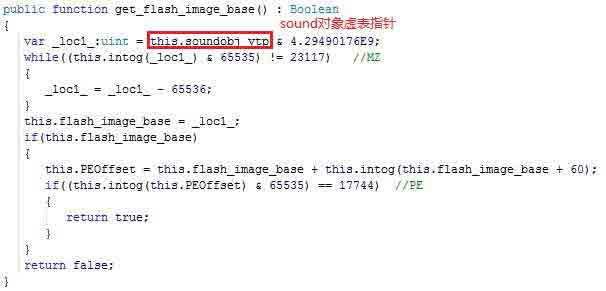 public function get_flash_image_base() : Boolean
sound对象虚表指针
{
var _loc1_:uint = this.soundobj_vtp & 4.29490176E9;
while((this.intog(_loc1_) & 65535) != 23117) //MZ
{
_loc1_ = _loc1_ - 65536;
}
this.flash_image_base = _loc1_;
if(this.flash_image_base)
{
this.PEOffset = this.flash_image_base + this.intog(this.flash_image_base + 60);
if((this.intog(this.PEOffset) & 65535) == 17744) //PE
{
return true;
}
}
return false;
}